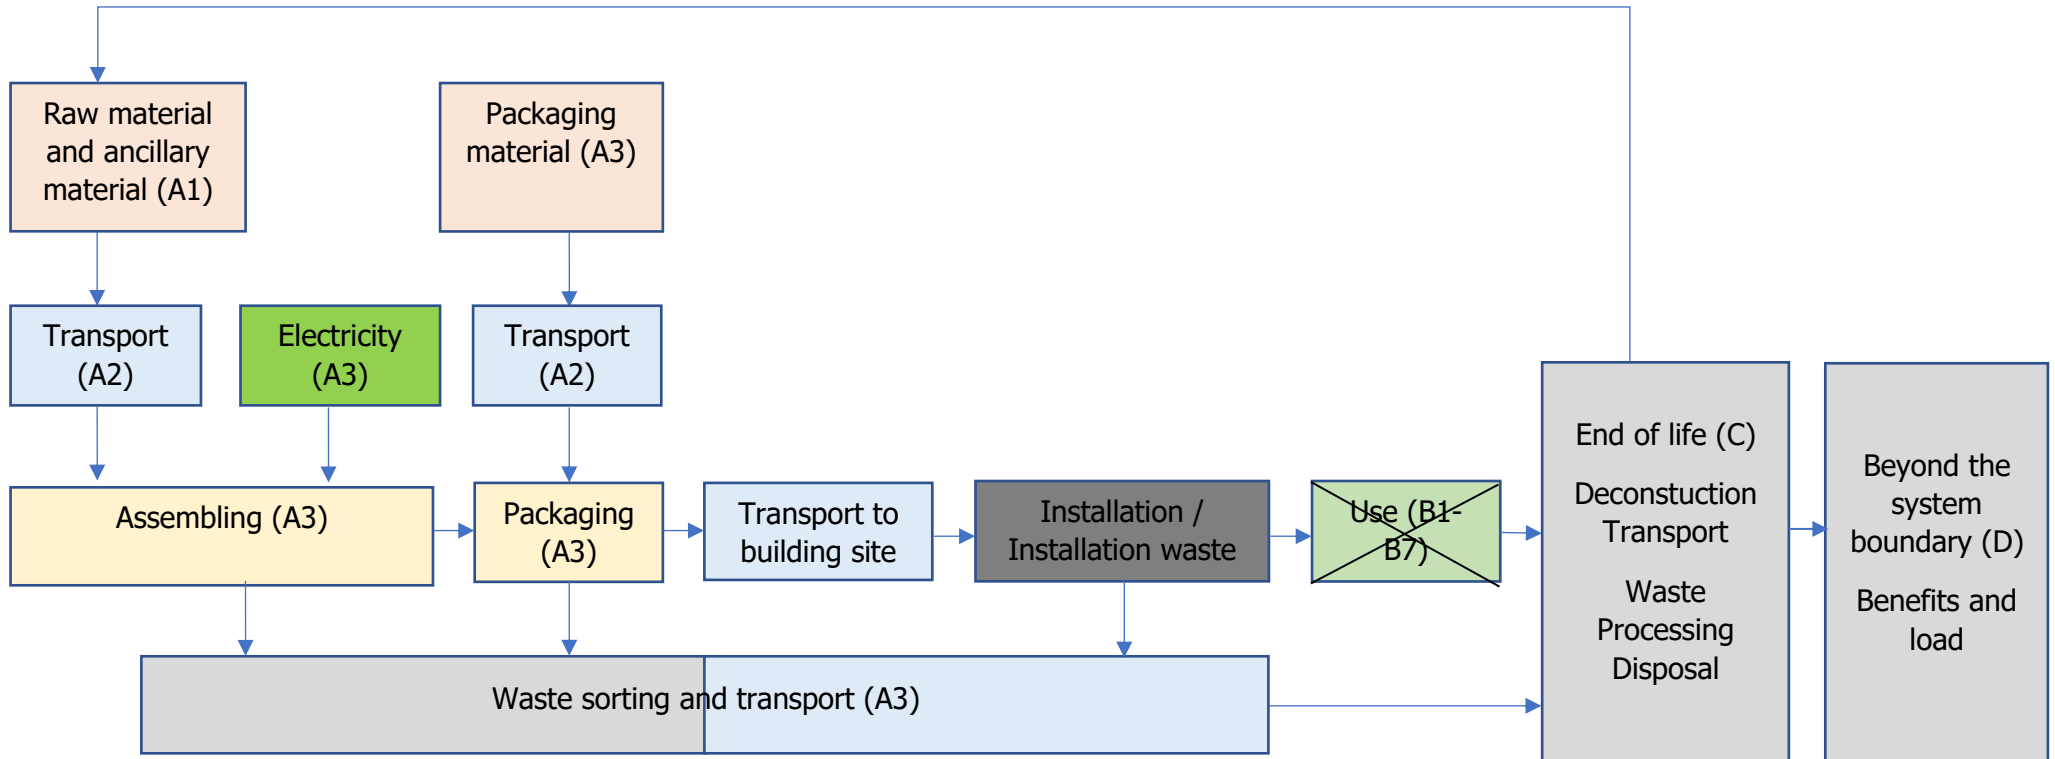 Raw material
and ancillary
material (A1)
Packaging
material (A3)
Transport
(A2)
Electricity
(A3)
Transport
(A2)
Assembling (A3)
Packaging
(A3)
Transport to
building site
Installation /
Installation waste
Use (B1-
B7)
End of life (C)
Deconstuction
Transport
Waste
Processing
Disposal
Beyond the
system
boundary (D)
Benefits and
load
Waste sorting and transport (A3)